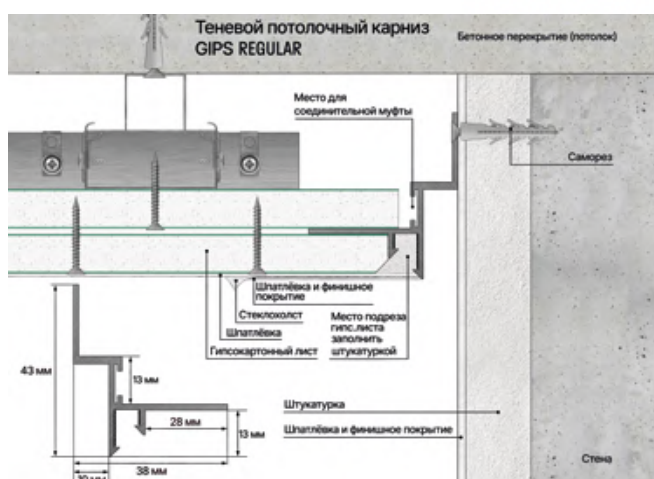 Теневой потолочный карниз
GIPS REGULAR
Бетонное перекрытие (потолок)
Место для
соединительной муфты
Саморез
Шпатлёвка и финишное
покрытие
Стеклохолст
Шпатлёвка
Гипсокартонный лист
Место подреза
гипс.листа
заполнить
штукатуркой
43 мм
13 мм
28 мм
13 мм
38 мм
Штукатурка
Шпатлёвка и финишное покрытие
Стена